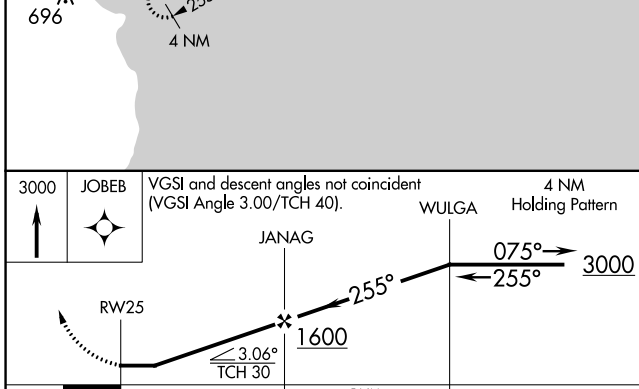 696
25
4 NM
3000
JOBEB
VGSI and descent angles not coincident
(VGSI Angle 3.00/TCH 40).
4 NM
Holding Pattern
WULGA
JANAG
075°
255°
3000
255°
RW25
1600
3.06°
TCH 30